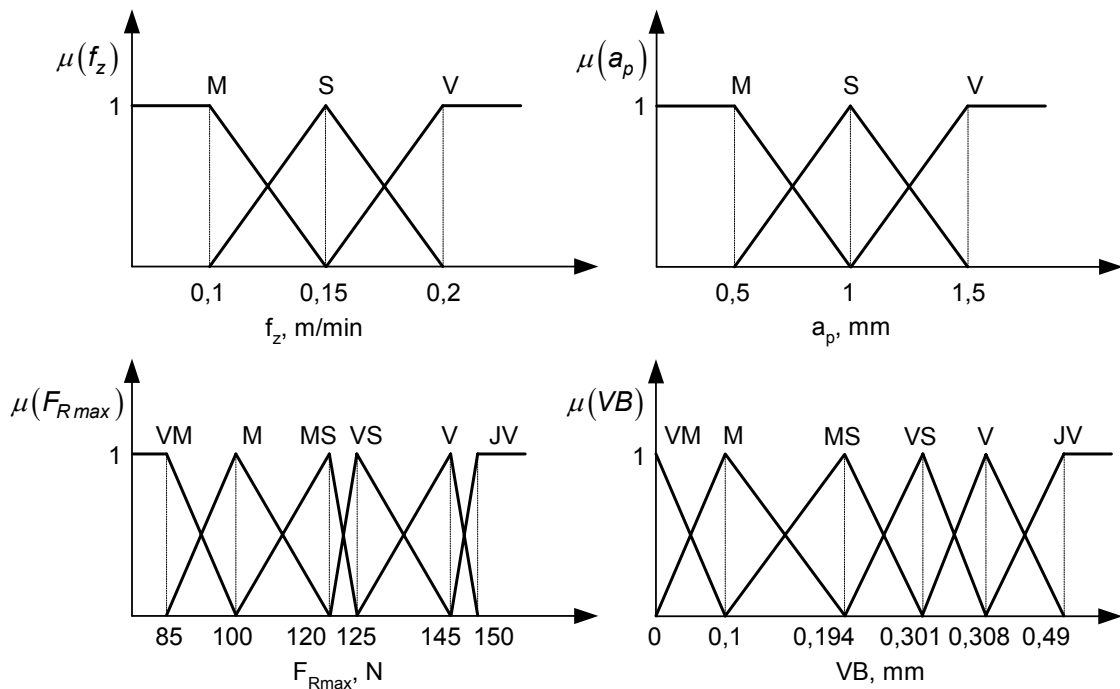 μ(f_z)
M S V
1
0,1 0,15 0,2
f_z, m/min
μ(a_p)
M S V
1
0,5 1 1,5
a_p, mm
μ(F_Rmax)
VM M MS VS V JV
1
85 100 120 125 145 150
F_Rmax, N
μ(VB)
VM M MS VS V JV
1
0 0,1 0,194 0,301 0,308 0,49
VB, mm